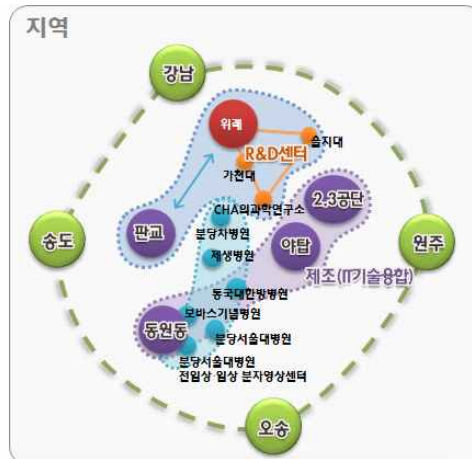 지역
강남
위례
을지대
R&D센터
가천대
2,3공단
CHA의과학연구소
분당차병원
송도
판교
야탑
원주
제생병원
제조(IT기술융합)
동국대한방병원
보바스기념병원
동원동
분당서울대병원
분당서울대병원
전임상·임상 분자영상센터
오송